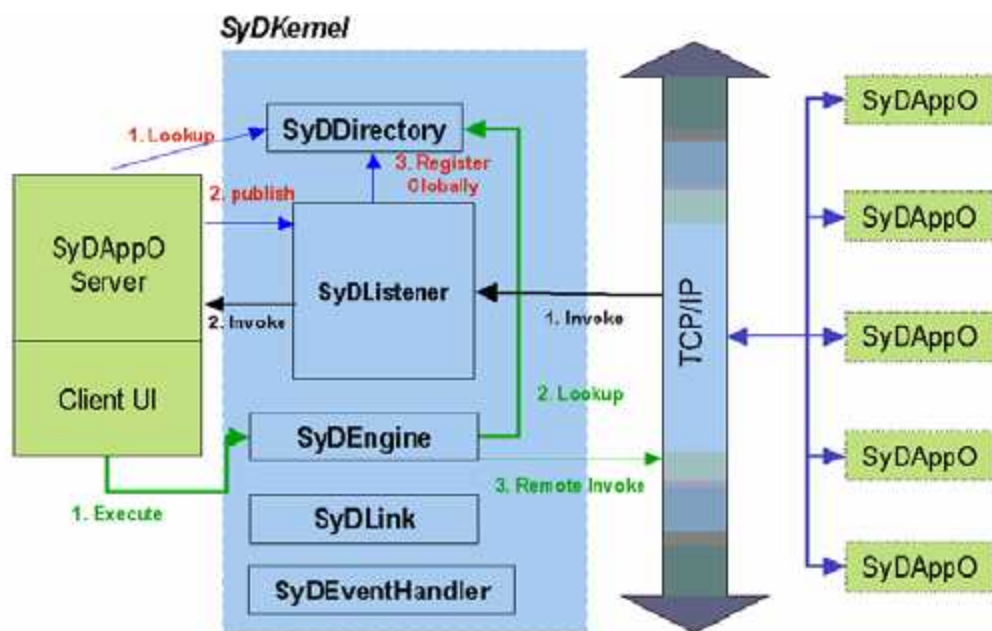 SyDKernel
SyDDirectory
1. Lookup
3. Register
Globally
2. publish
SyDAppO
Server
SyDListener
2. Invoke
1. Invoke
TCP/IP
Client UI
2. Lookup
SyDEngine
3. Remote Invoke
1. Execute
SyDLink
SyDEventHandler
SyDAppO
SyDAppO
SyDAppO
SyDAppO
SyDAppO